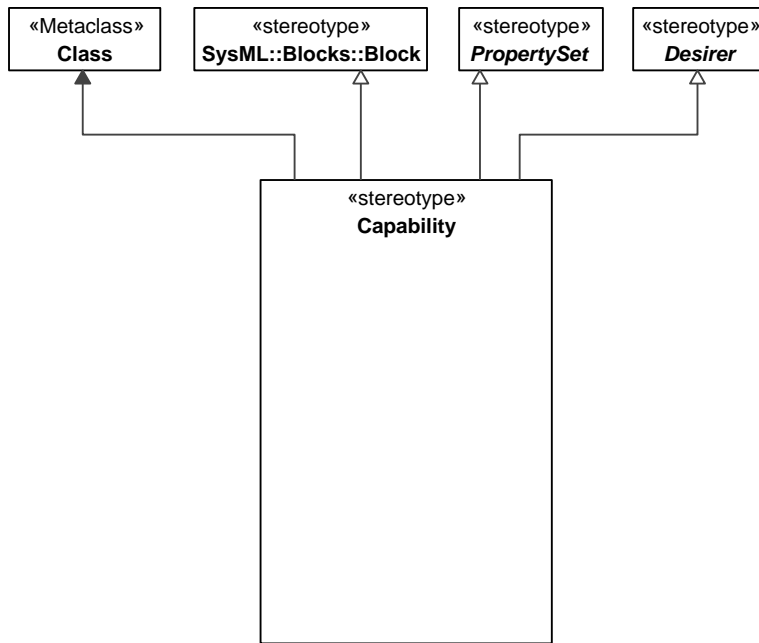 «Metaclass»
Class
«stereotype»
SysML::Blocks::Block
«stereotype»
PropertySet
«stereotype»
Desirer
«stereotype»
Capability